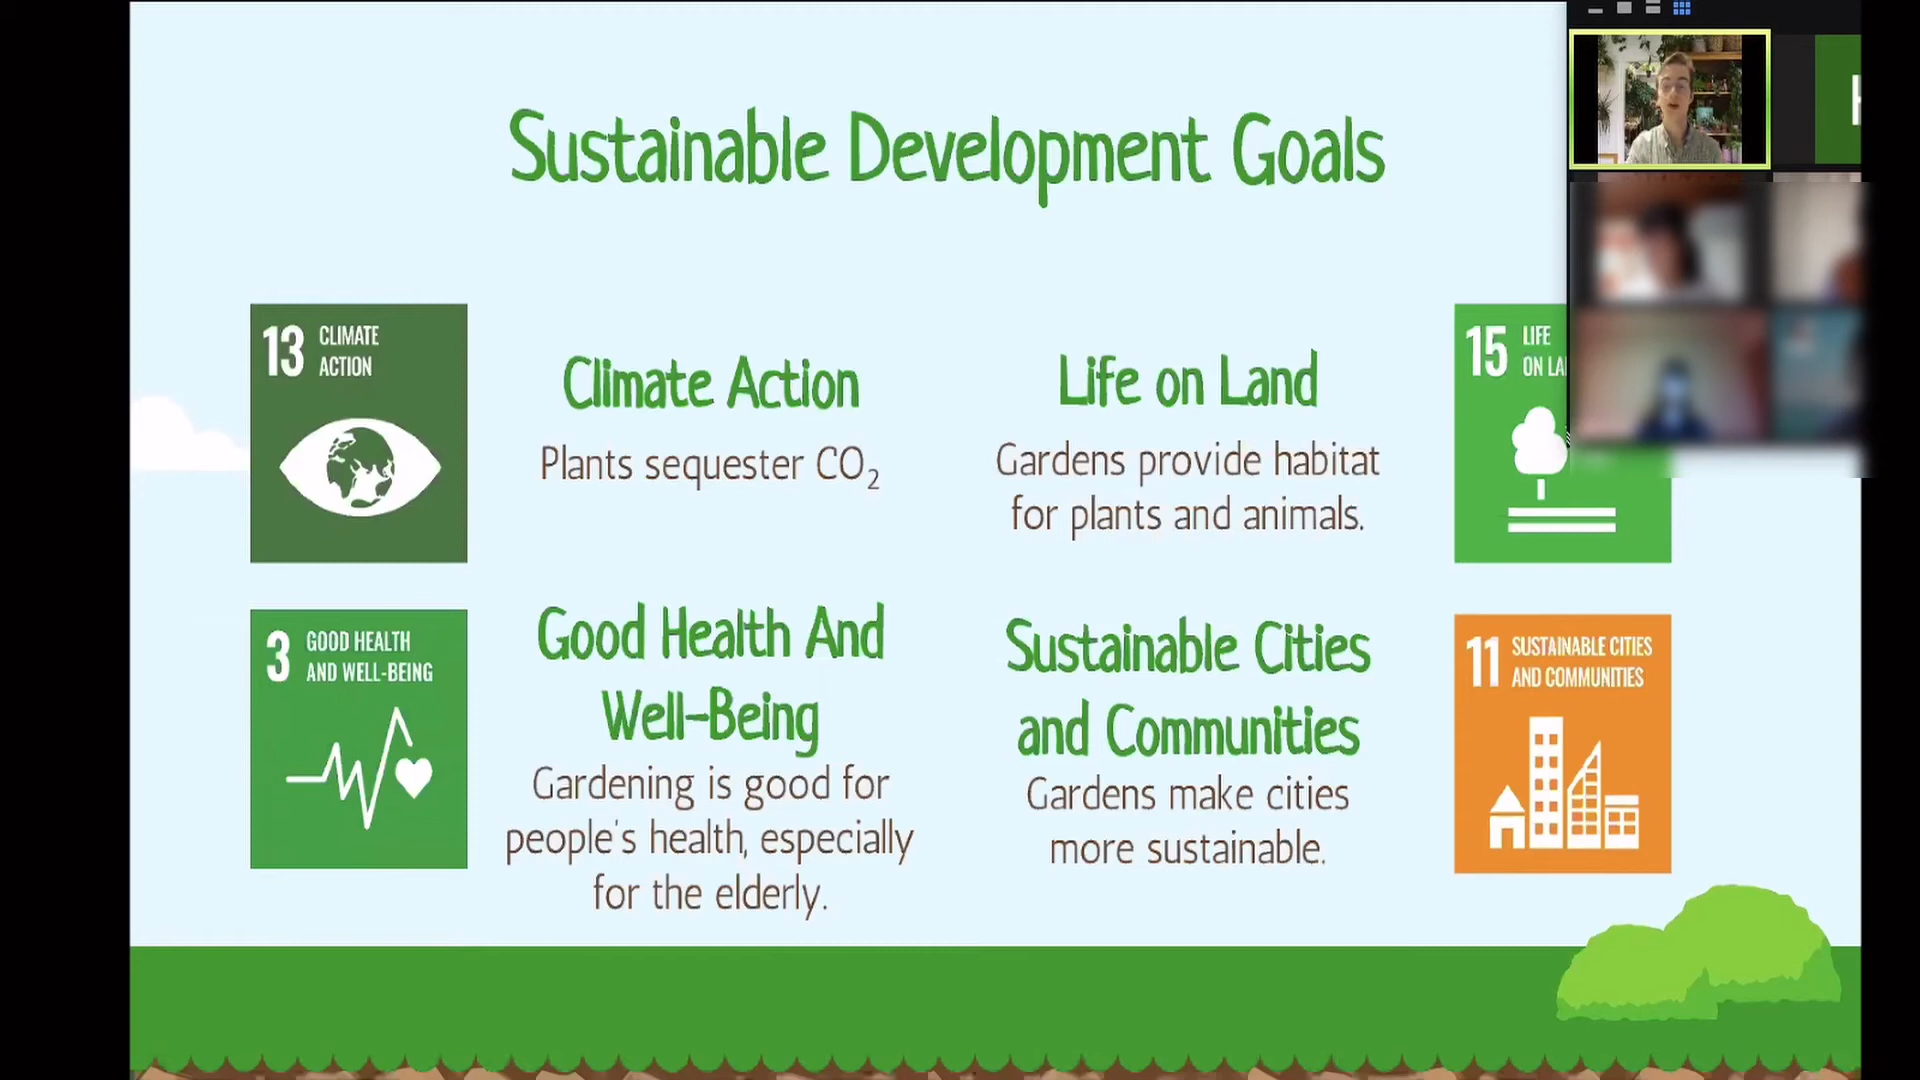 Sustainable Development Goals
13 CLIMATE
ACTION
Climate Action
Plants sequester CO₂
Life on Land
Gardens provide habitat
for plants and animals.
15 LIFE
ON
3 GOOD HEALTH
AND WELL-BEING
Good Health And
Well-Being
Gardening is good for
people's health, especially
for the elderly.
Sustainable Cities
and Communities
Gardens make cities
more sustainable.
11 SUSTAINABLE CITIES
AND COMMUNITIES